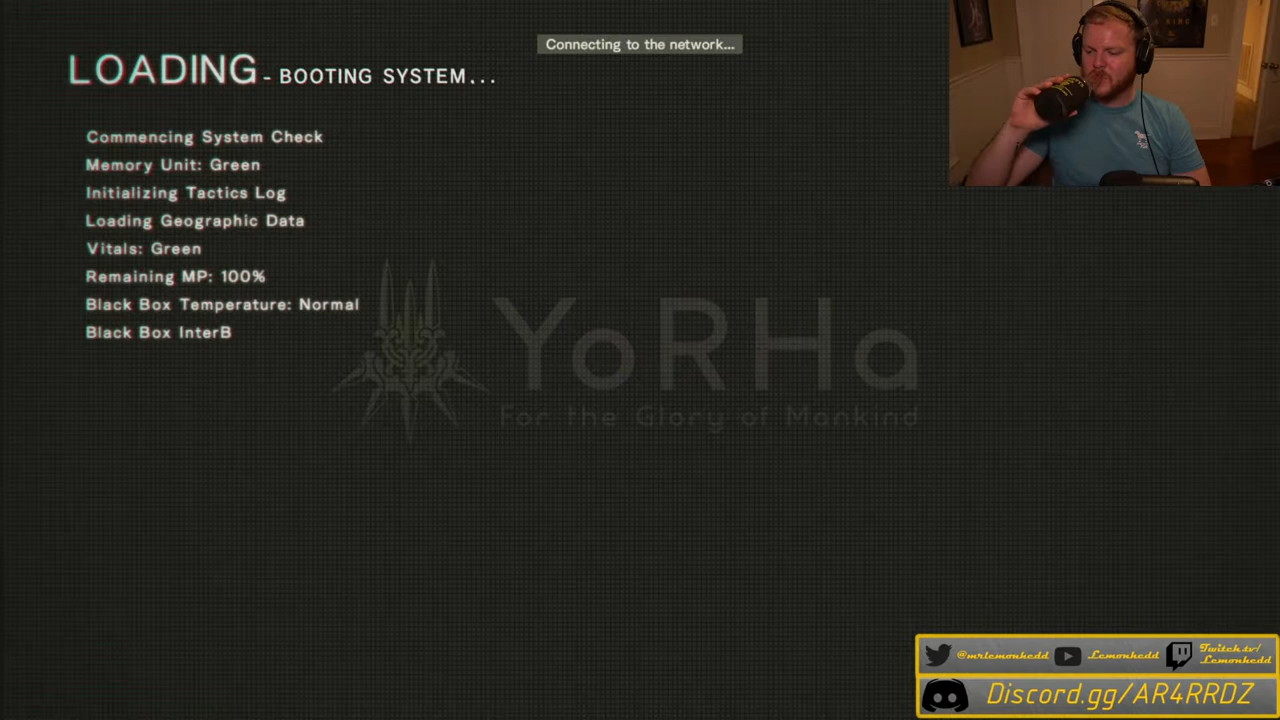 Connecting to the network...
LOADING - BOOTING SYSTEM...
Commencing System Check
Memory Unit: Green
Initializing Tactics Log
Loading Geographic Data
Vitals: Green
Remaining MP: 100%
Black Box Temperature: Normal
Black Box InterB
YoRHa
For the Glory of Mankind
@mrlemonhedd Lemonhedd Twitch.tv/
Lemonhedd
Discord.gg/AR4RRDZ